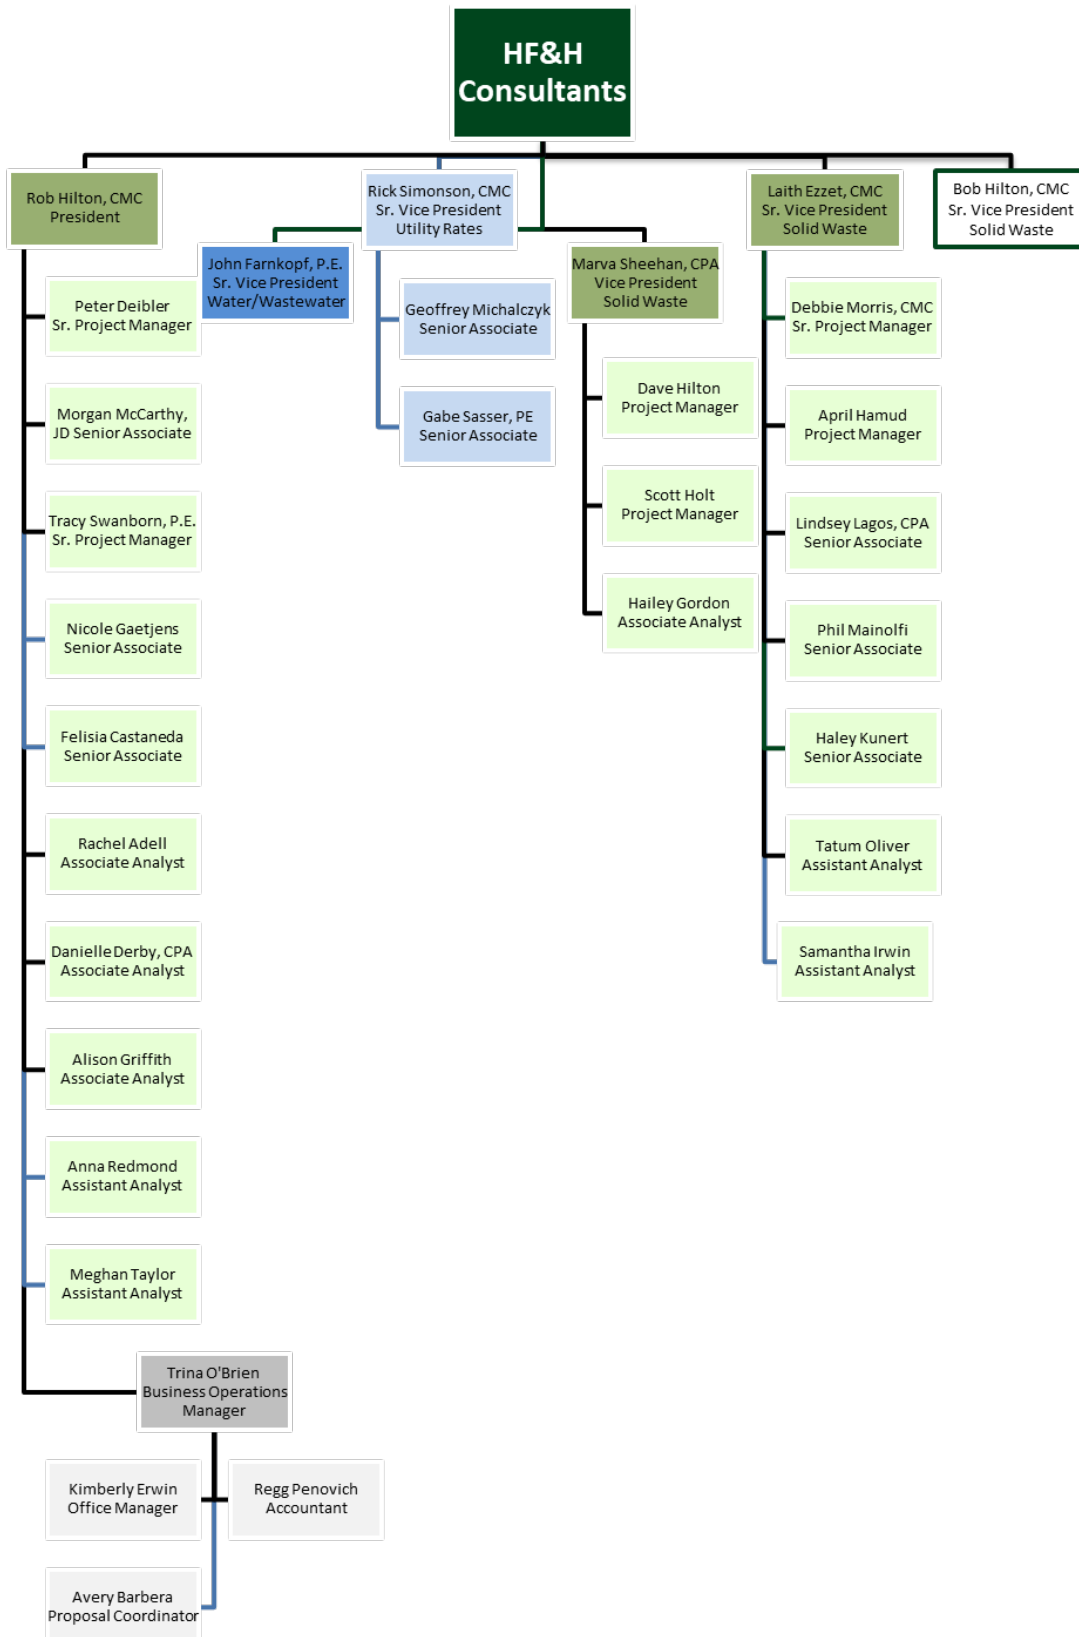 HF&H
Consultants
Rob Hilton, CMC
President
Rick Simonson, CMC
Sr. Vice President
Utility Rates
Laith Ezzet, CMC
Sr. Vice President
Solid Waste
Bob Hilton, CMC
Sr. Vice President
Solid Waste
John Farnkopf, P.E.
Sr. Vice President
Water/Wastewater
Marva Sheehan, CPA
Vice President
Solid Waste
Peter Deibler
Sr. Project Manager
Morgan McCarthy,
JD Senior Associate
Tracy Swanborn, P.E.
Sr. Project Manager
Nicole Gaetjens
Senior Associate
Felisia Castaneda
Senior Associate
Rachel Adell
Associate Analyst
Danielle Derby, CPA
Associate Analyst
Alison Griffith
Associate Analyst
Anna Redmond
Assistant Analyst
Meghan Taylor
Assistant Analyst
Trina O'Brien
Business Operations
Manager
Kimberly Erwin
Office Manager
Regg Penovich
Accountant
Avery Barbera
Proposal Coordinator
Geoffrey Michalczyk
Senior Associate
Gabe Sasser, PE
Senior Associate
Dave Hilton
Project Manager
Scott Holt
Project Manager
Hailey Gordon
Associate Analyst
Debbie Morris, CMC
Sr. Project Manager
April Hamud
Project Manager
Lindsey Lagos, CPA
Senior Associate
Phil Mainolfi
Senior Associate
Haley Kunert
Senior Associate
Tatum Oliver
Assistant Analyst
Samantha Irwin
Assistant Analyst